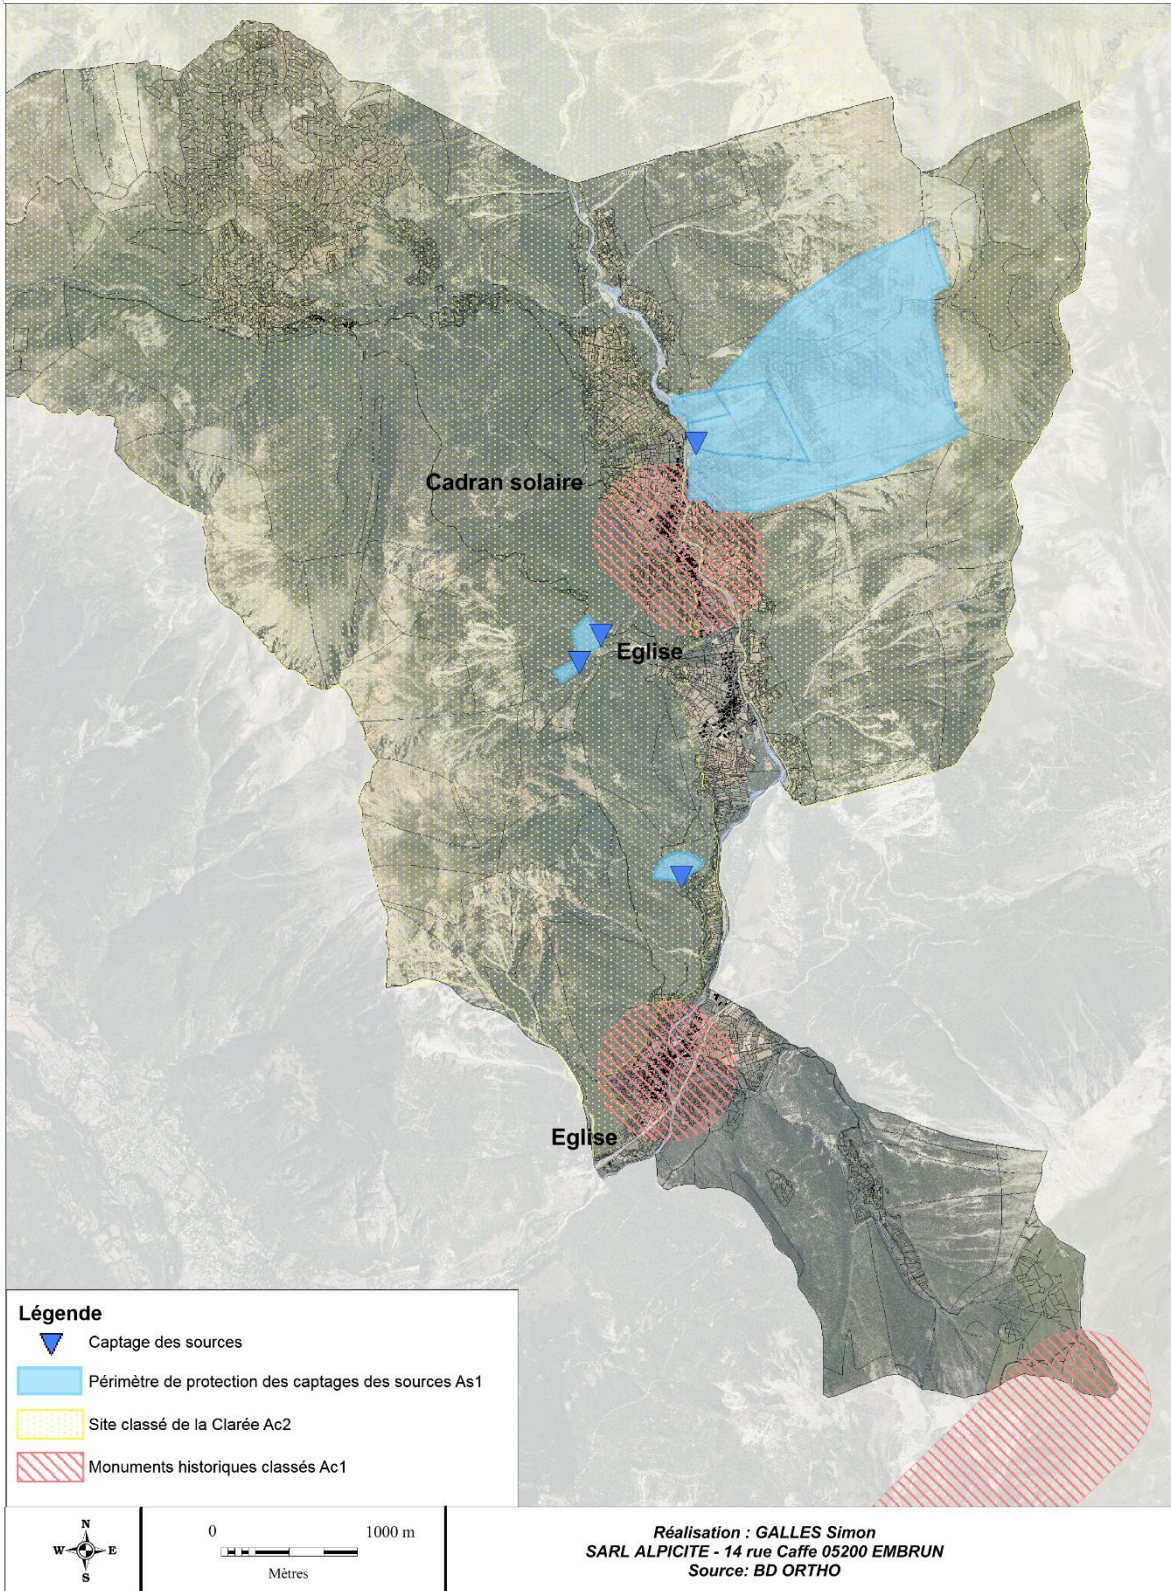 Cadran solaire
Eglise
Eglise
Légende
Captage des sources
Périmètre de protection des captages des sources As1
Site classé de la Clarée Ac2
Monuments historiques classés Ac1
N
W E
S
0 1000 m
Mètres
Réalisation : GALLES Simon
SARL ALPICITE - 14 rue Caffe 05200 EMBRUN
Source: BD ORTHO